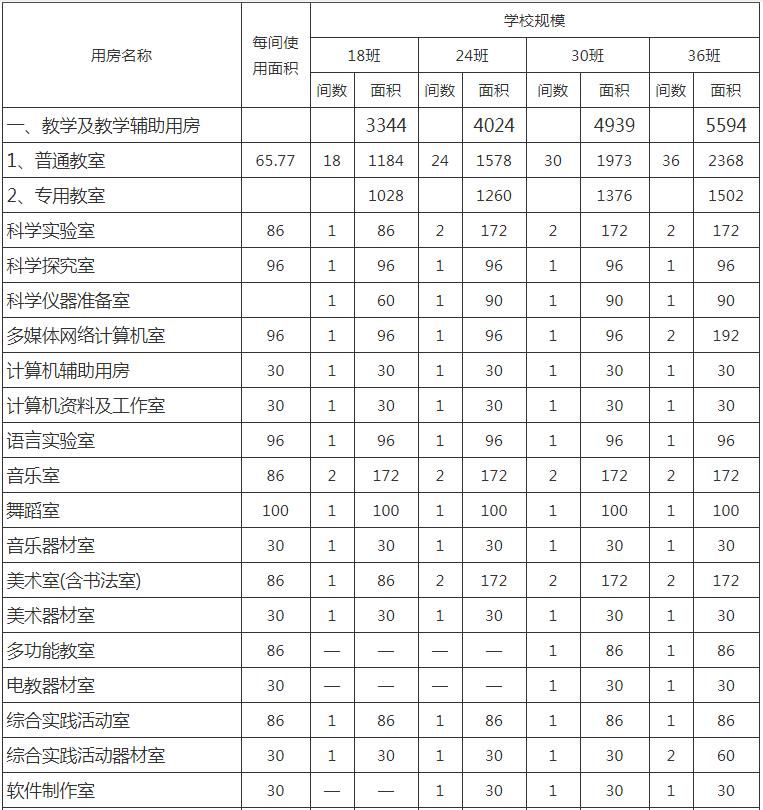 用房名称 每间使用面积 学校规模
18班 24班 30班 36班
间数 面积 间数 面积 间数 面积 间数 面积
一、教学及教学辅助用房 3344 4024 4939 5594
1、普通教室 65.77 18 1184 24 1578 30 1973 36 2368
2、专用教室 1028 1260 1376 1502
科学实验室 86 1 86 2 172 2 172 2 172
科学探究室 96 1 96 1 96 1 96 1 96
科学仪器准备室 1 60 1 90 1 90 1 90
多媒体网络计算机室 96 1 96 1 96 1 96 2 192
计算机辅助用房 30 1 30 1 30 1 30 1 30
计算机资料及工作室 30 1 30 1 30 1 30 1 30
语言实验室 96 1 96 1 96 1 96 1 96
音乐室 86 2 172 2 172 2 172 2 172
舞蹈室 100 1 100 1 100 1 100 1 100
音乐器材室 30 1 30 1 30 1 30 1 30
美术室(含书法室) 86 1 86 2 172 2 172 2 172
美术器材室 30 1 30 1 30 1 30 1 30
多功能教室 86 — — — — 1 86 1 86
电教器材室 30 — — — — 1 30 1 30
综合实践活动室 86 1 86 1 86 1 86 1 86
综合实践活动器材室 30 1 30 1 30 1 30 2 60
软件制作室 30 — — 1 30 1 30 1 30